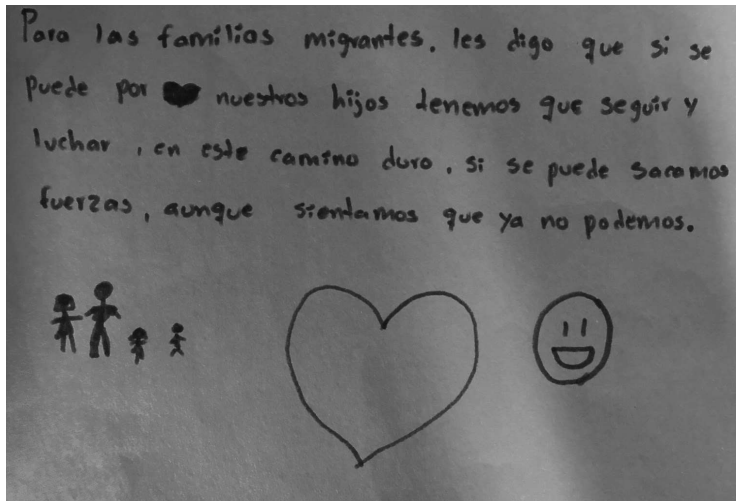 Para las familias migrantes, les digo que si se
puede por ♥ nuestros hijos tenemos que seguir y
luchar, en este camino duro, si se puede sacamos
fuerzas, aunque sientamos que ya no podemos.